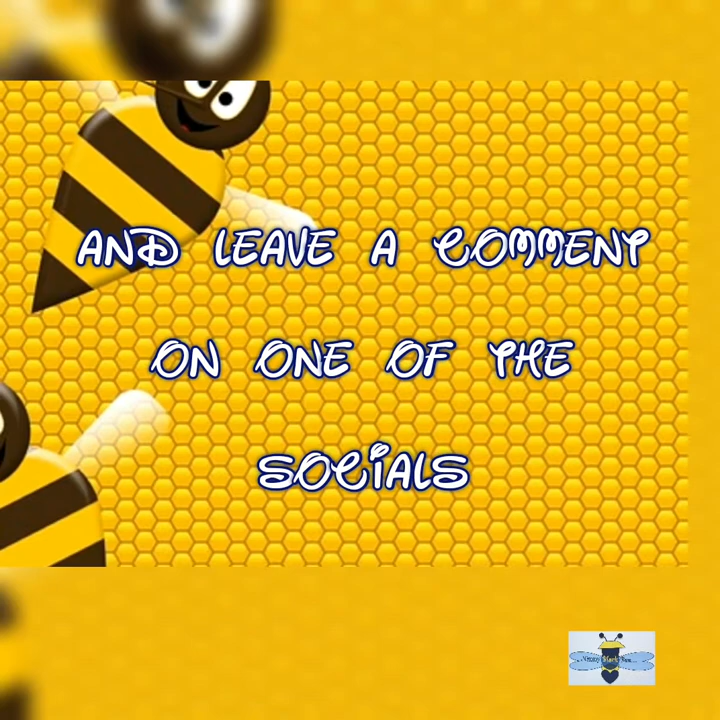 AND LEAVE A COMMENT
ON ONE OF THE
SOCIALS